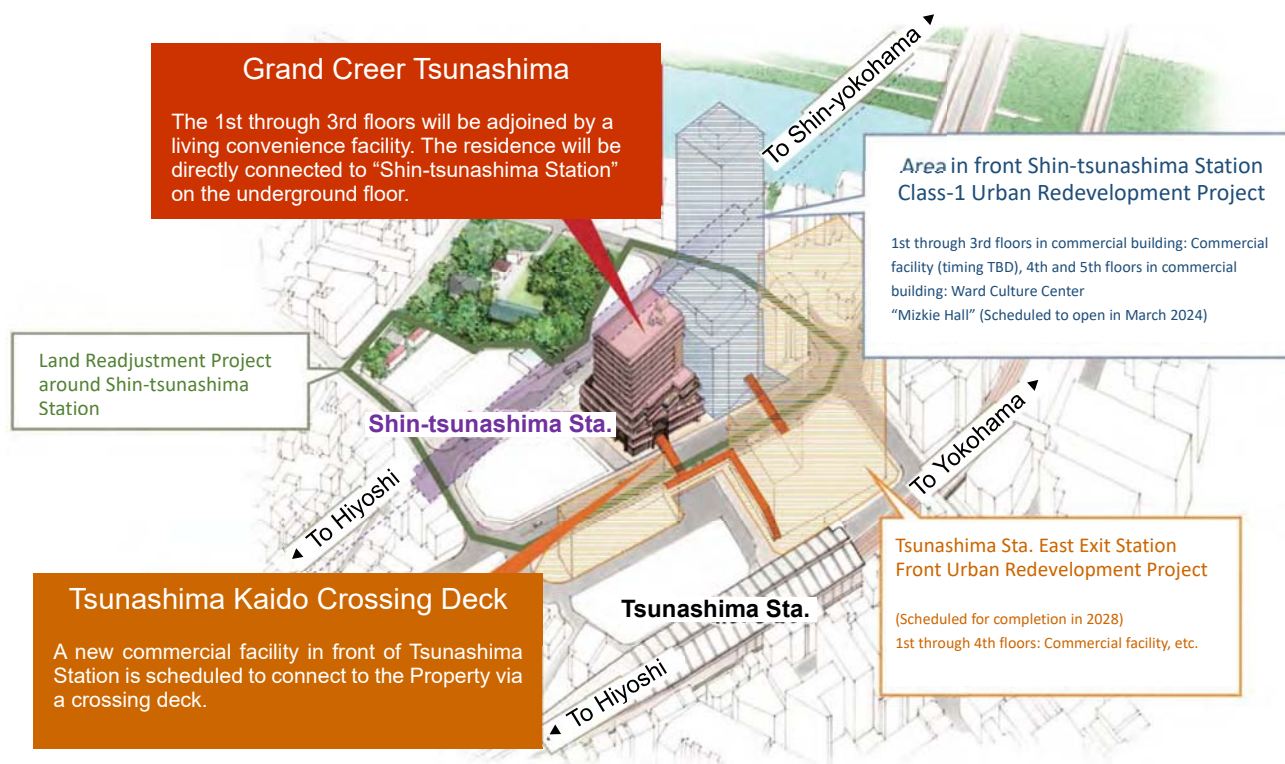 Grand Creer Tsunashima
The 1st through 3rd floors will be adjoined by a
living convenience facility. The residence will be
directly connected to “Shin-tsunashima Station”
on the underground floor.
To Shin-yokohama
Area in front Shin-tsunashima Station
Class-1 Urban Redevelopment Project
1st through 3rd floors in commercial building: Commercial
facility (timing TBD), 4th and 5th floors in commercial
building: Ward Culture Center
“Mizkie Hall” (Scheduled to open in March 2024)
Land Readjustment Project
around Shin-tsunashima
Station
Shin-tsunashima Sta.
To Hiyoshi
To Yokohama
Tsunashima Sta. East Exit Station
Front Urban Redevelopment Project
(Scheduled for completion in 2028)
1st through 4th floors: Commercial facility, etc.
Tsunashima Kaido Crossing Deck
A new commercial facility in front of Tsunashima
Station is scheduled to connect to the Property via
a crossing deck.
Tsunashima Sta.
To Hiyoshi